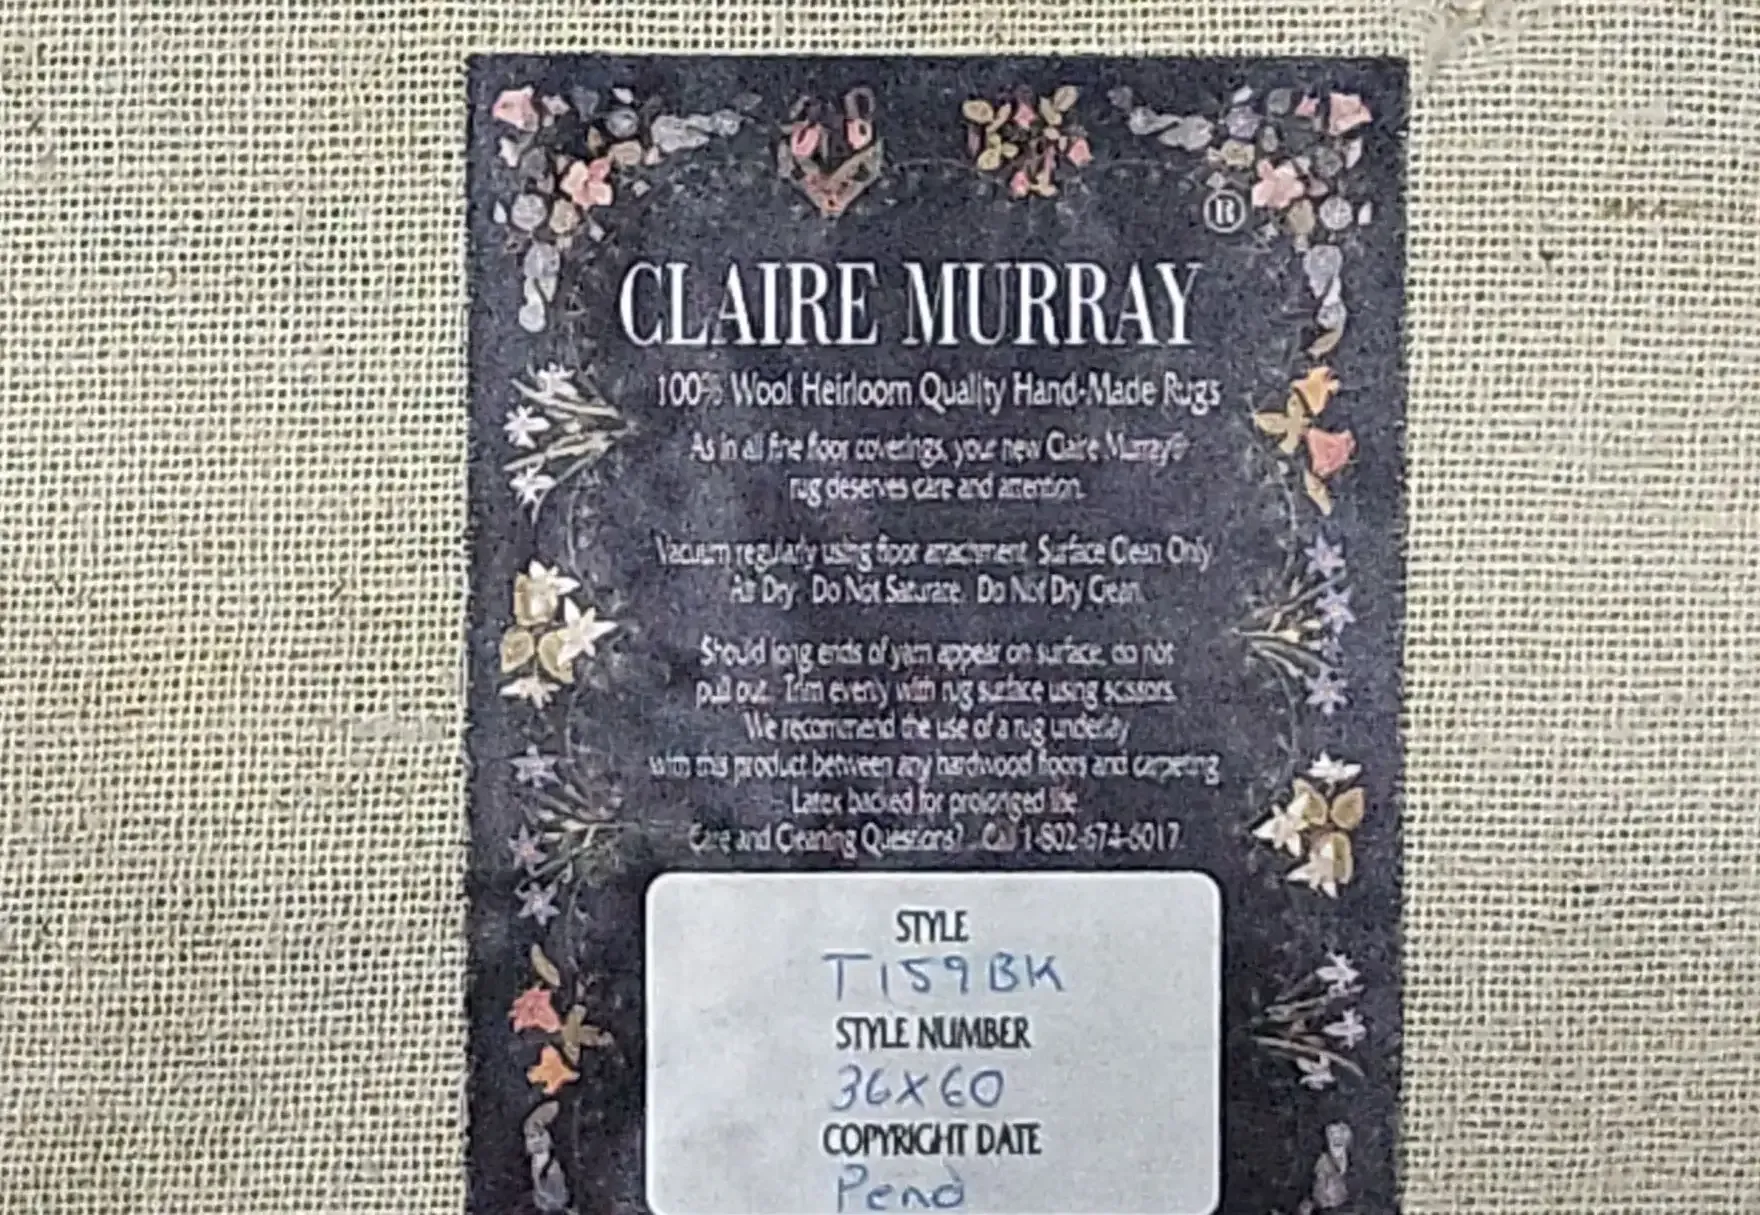 ®
CLAIRE MURRAY
100% Wool Heirloom Quality Hand-Made Rugs
As in all fine floor coverings, your new Claire Murray®
rug deserves care and attention.
Vacuum regularly using floor attachment. Surface Clean Only.
Air Dry. Do Not Saturate. Do Not Dry Clean.
Should long ends of yarn appear on surface, do not
pull out. Trim evenly with rug surface using scissors.
We recommend the use of a rug underlay
with this product between any hardwood floors and carpeting.
Latex backed for prolonged life.
Care and Cleaning Questions? Call 1-802-674-6017.
STYLE
T159BK
STYLE NUMBER
36X60
COPYRIGHT DATE
Pend